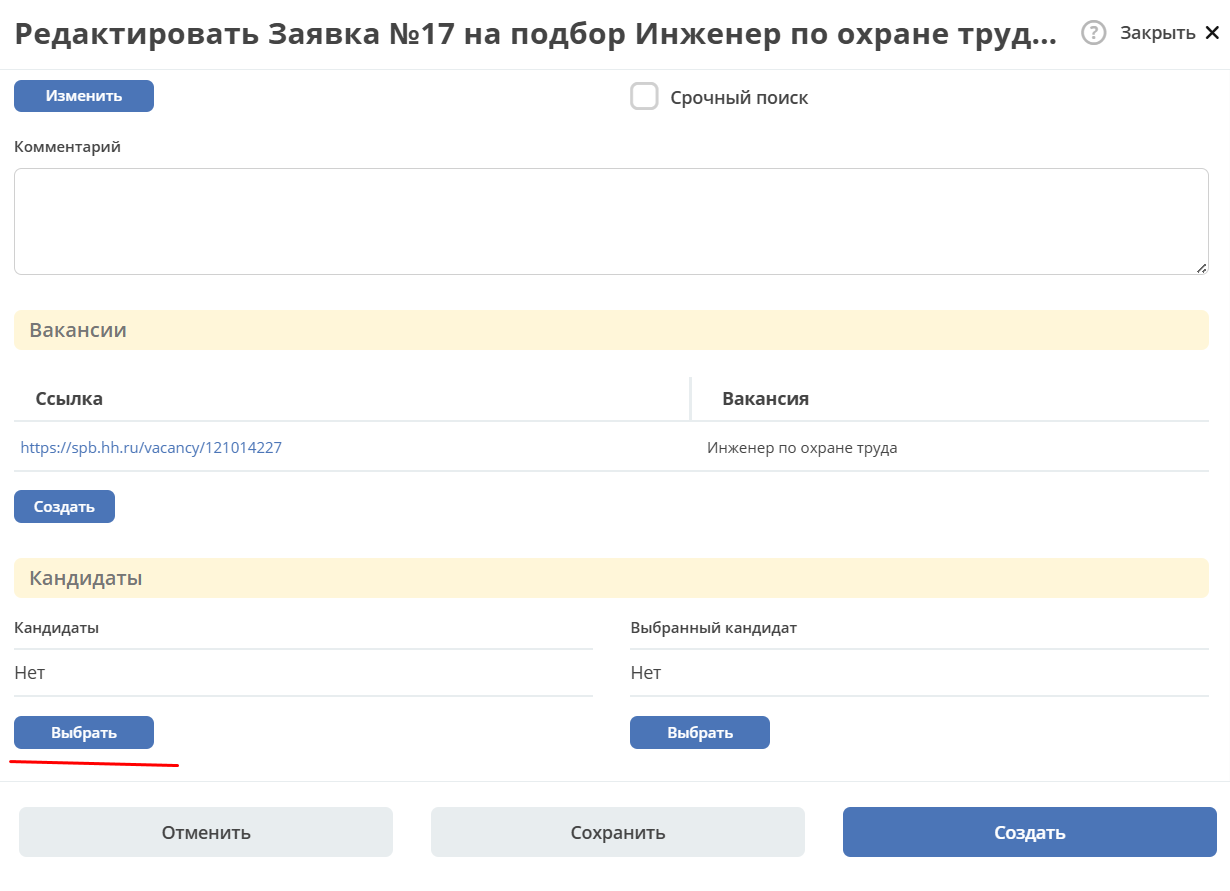 Редактировать Заявка №17 на подбор Инженер по охране труд...
? Закрыть ×
Изменить
Срочный поиск
Комментарий
Вакансии
Ссылка Вакансия
https://spb.hh.ru/vacancy/121014227 Инженер по охране труда
Создать
Кандидаты
Кандидаты Выбранный кандидат
Нет Нет
Выбрать Выбрать
Отменить Сохранить Создать